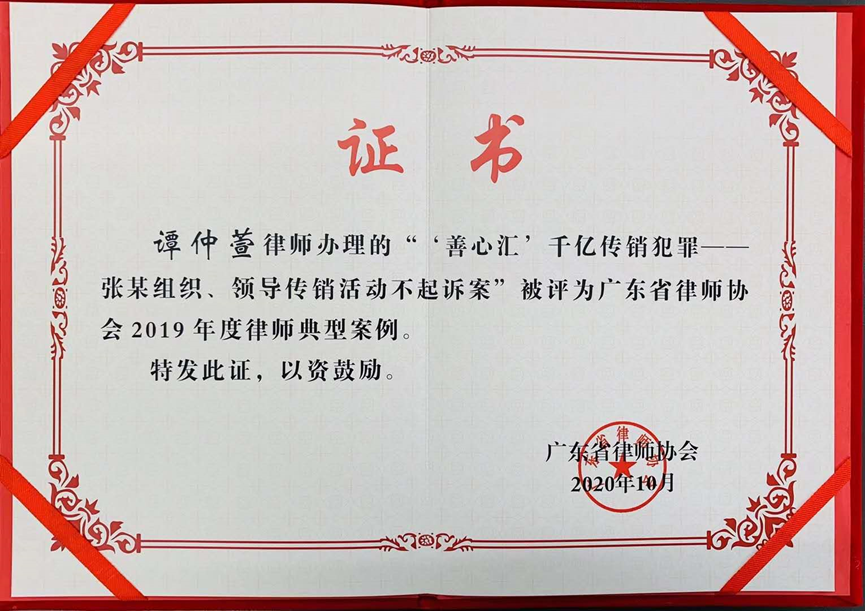 证书
谭仲萱律师办理的“‘善心汇’千亿传销犯罪——
张某组织、领导传销活动不起诉案”被评为广东省律师协
会2019年度律师典型案例。
特发此证，以资鼓励。
广东省律师协会
2020年10月